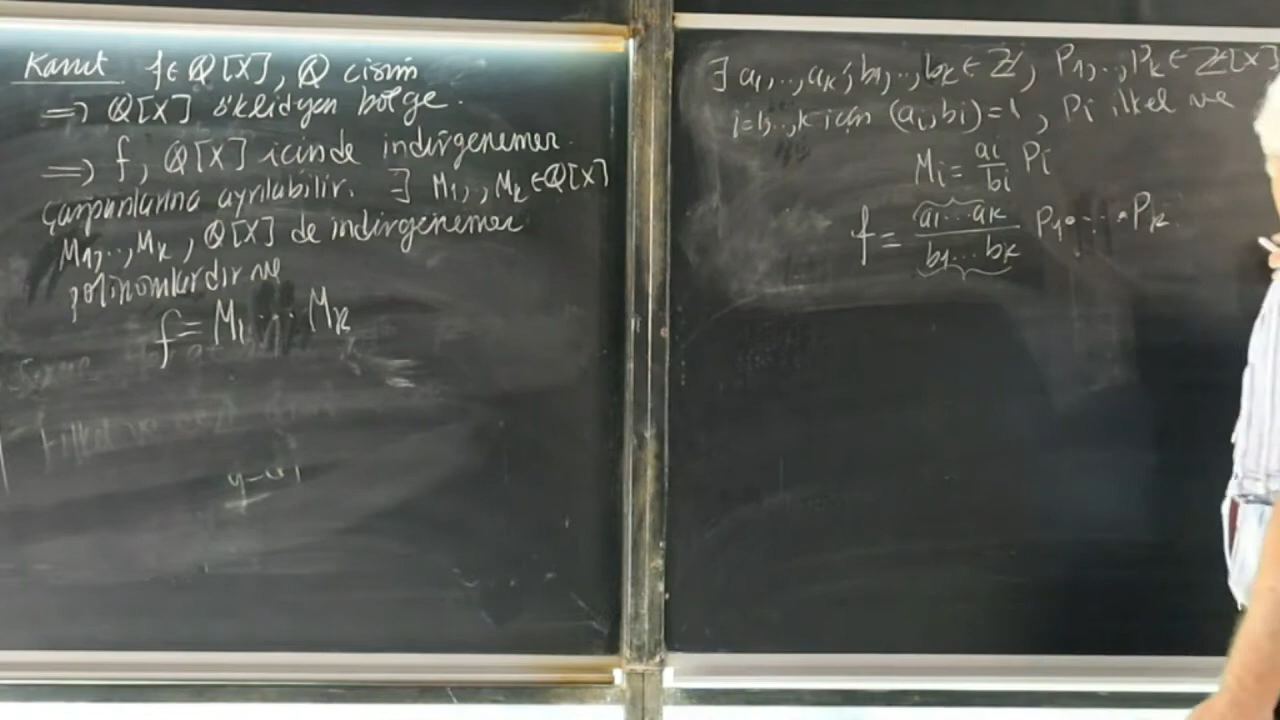 Kanıt f∈ℚ[X], ℚ cisim
⟹ ℚ[X] öklidyen bölge.
⟹ f, ℚ[X] içinde indirgenemez
çarpanlarına ayrılabilir. ∃ M₁,..,Mₖ∈ℚ[X]
M₁,..,Mₖ, ℚ[X] de indirgenemez
polinomlardır ve
f = M₁ ... Mₖ
∃ a₁,..,aₖ, b₁,..,bₖ ∈ ℤ, P₁,..,Pₖ ∈ ℤ[X]
i=1,..,k için (aᵢ,bᵢ)=1, Pᵢ ilkel ve
Mᵢ = aᵢ/bᵢ Pᵢ
f = a₁...aₖ/b₁...bₖ P₁. ... .Pₖ